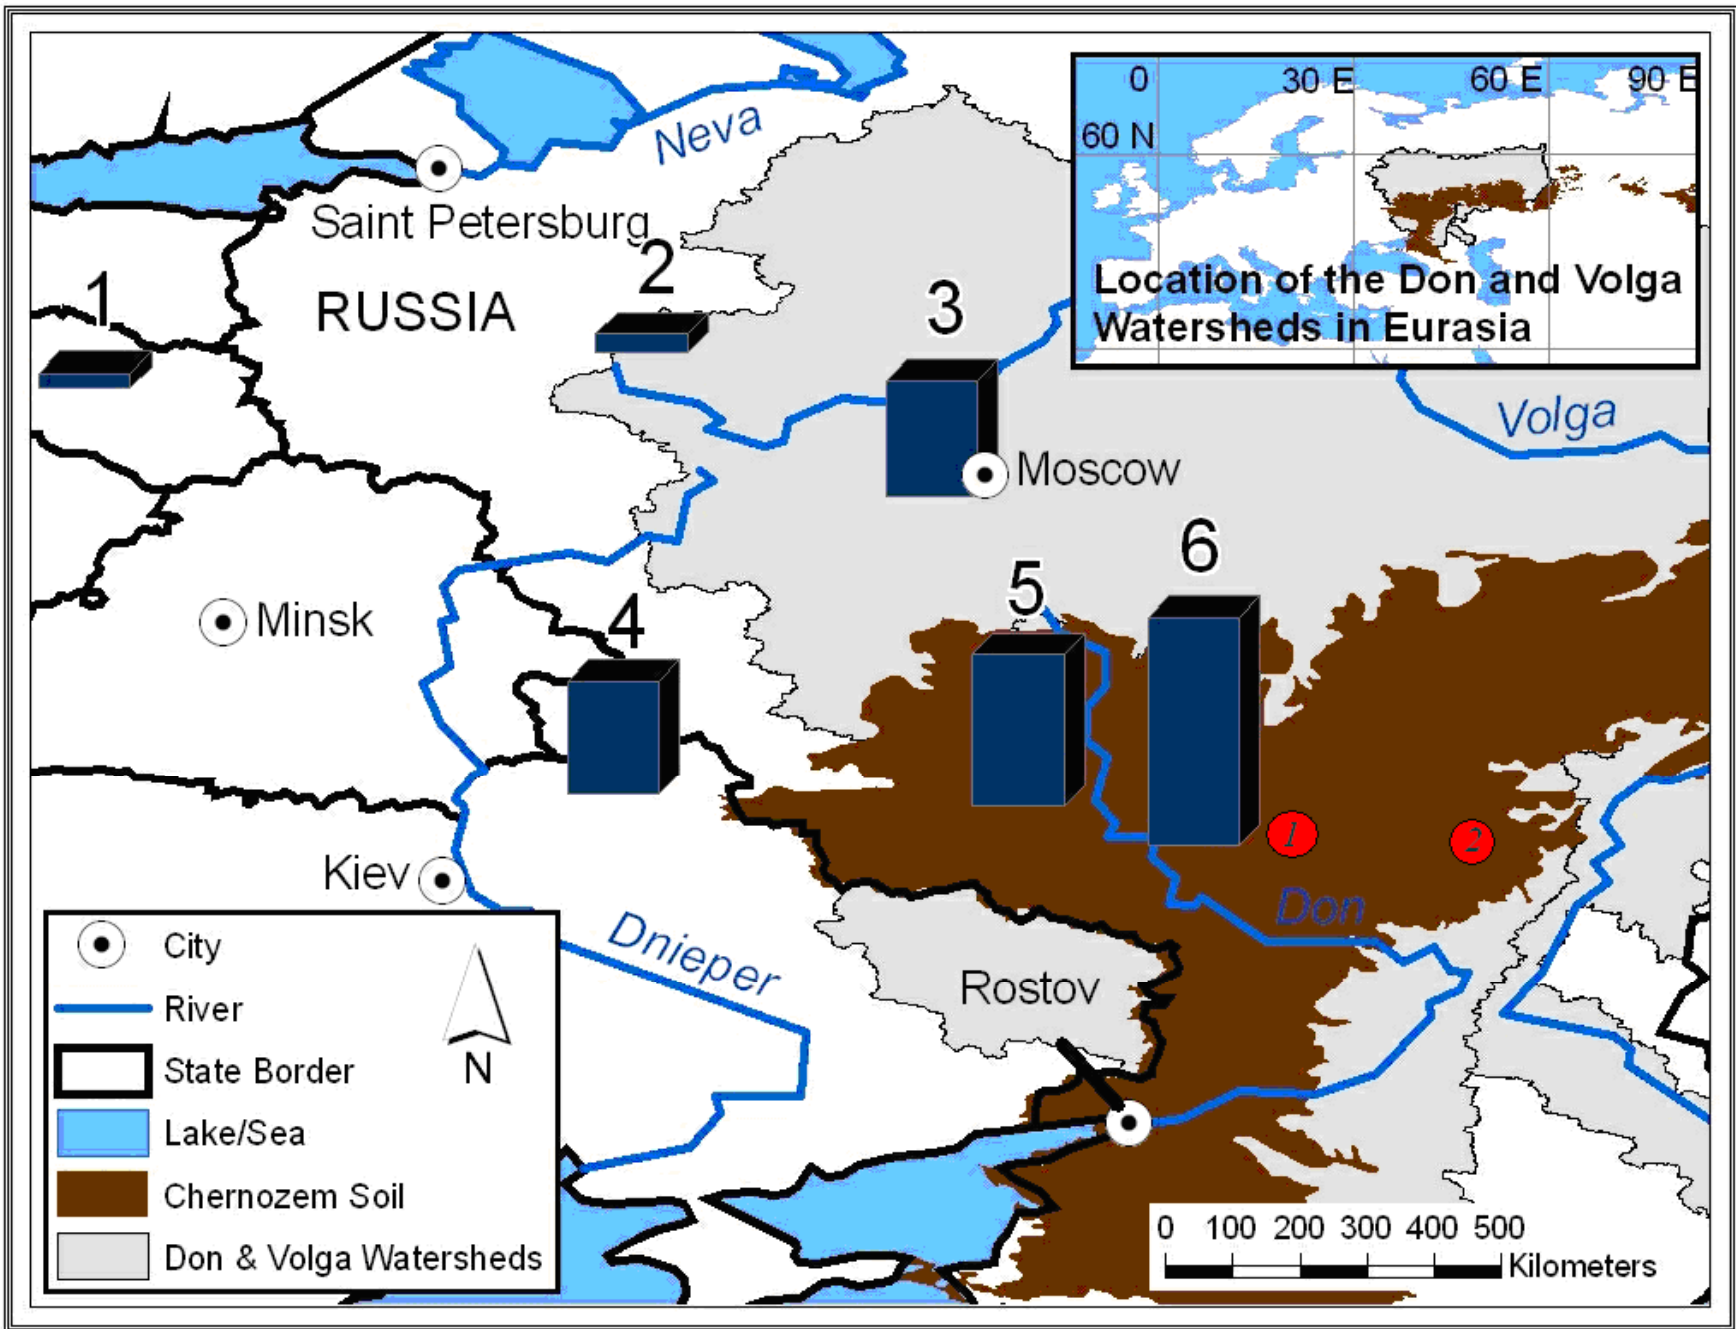 Neva
Saint Petersburg
RUSSIA
1
2
3
0 30 E 60 E 90 E
60 N
Location of the Don and Volga
Watersheds in Eurasia
Volga
Moscow
Minsk
4
5
6
1
2
Kiev
Dnieper
Don
Rostov
City
River
State Border
Lake/Sea
Chernozem Soil
Don & Volga Watersheds
N
0 100 200 300 400 500
Kilometers